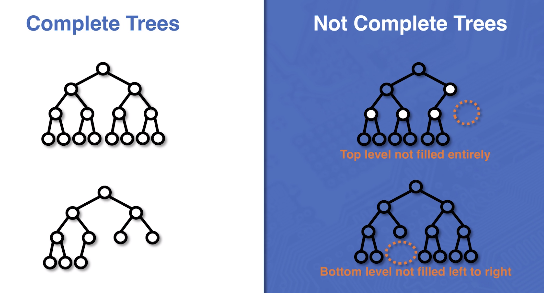 Complete Trees
Not Complete Trees
Top level not filled entirely
Bottom level not filled left to right